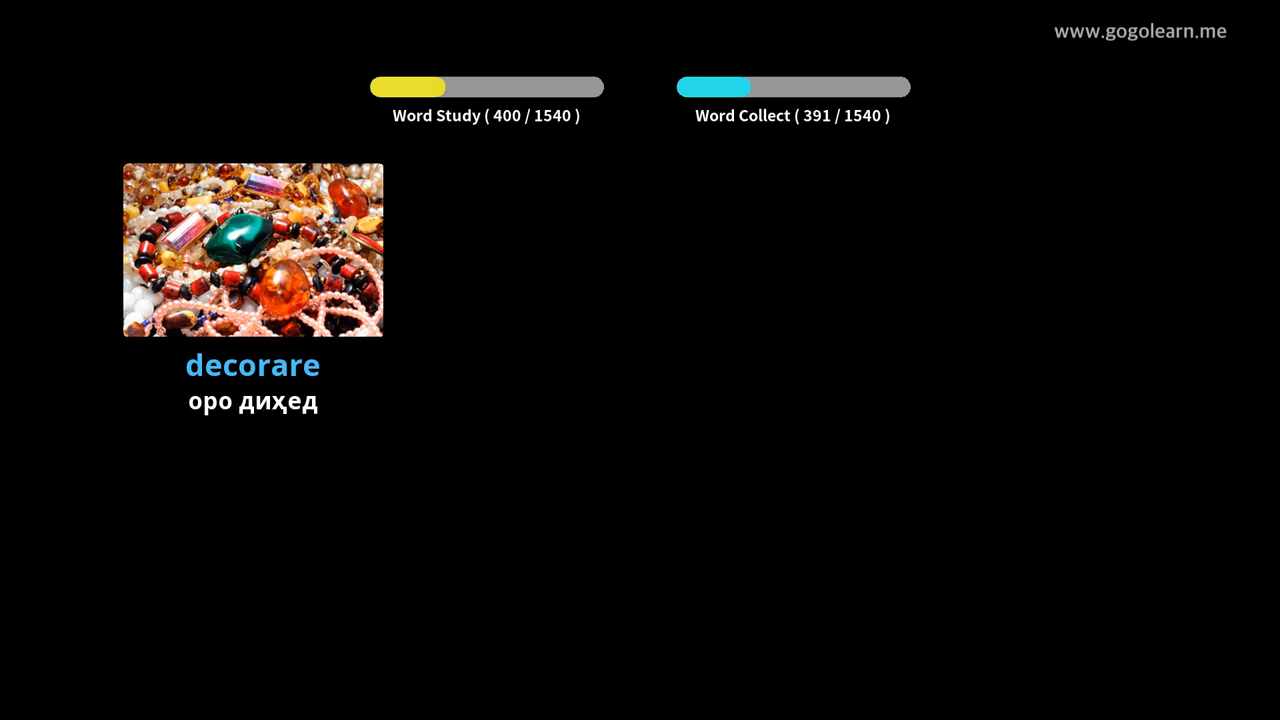 www.gogolearn.me
Word Study ( 400 / 1540 )
Word Collect ( 391 / 1540 )
decorare
оро диҳед